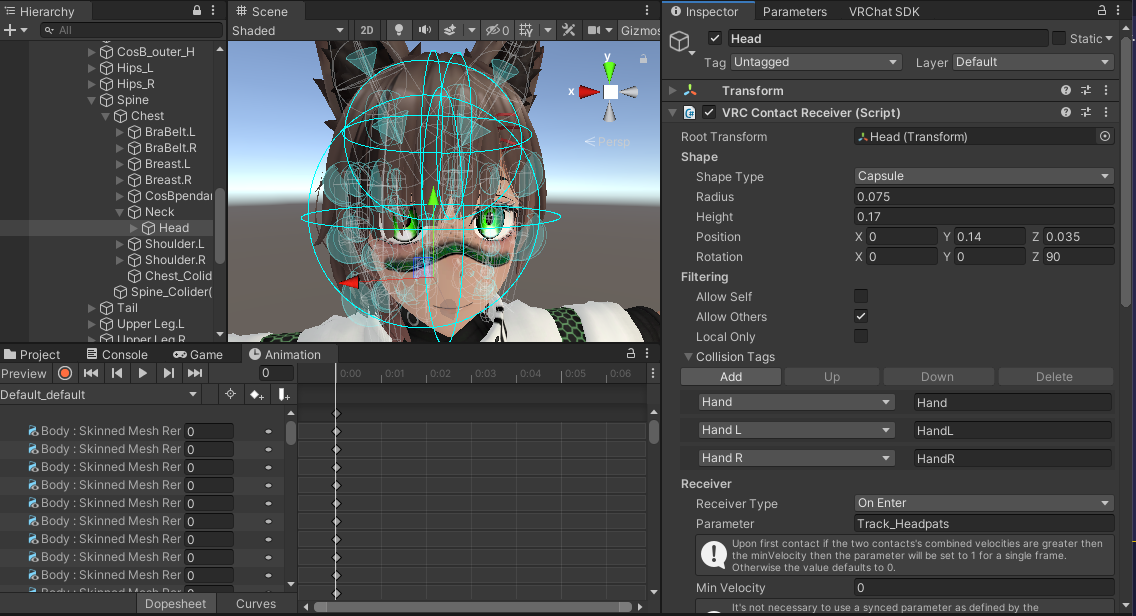 Hierarchy
All
CosB_outer_H
Hips_L
Hips_R
Spine
Chest
BraBelt.L
BraBelt.R
Breast.L
Breast.R
CosBpendar
Neck
Head
Shoulder.L
Shoulder.R
Chest_Colid
Spine_Collider(
Tail
Upper Leg.L
Upper Leg.R
Scene
Shaded
2D
0
Gizmos
y
x
Persp
Project
Console
Game
Animation
Preview
0
0:00
0:01
0:02
0:03
0:04
0:05
0:06
Default_default
Body : Skinned Mesh Rer 0
Body : Skinned Mesh Rer 0
Body : Skinned Mesh Rer 0
Body : Skinned Mesh Rer 0
Body : Skinned Mesh Rer 0
Body : Skinned Mesh Rer 0
Body : Skinned Mesh Rer 0
Body : Skinned Mesh Rer 0
Body : Skinned Mesh Rer 0
Body : Skinned Mesh Rer 0
Dopesheet
Curves
Inspector
Parameters
VRChat SDK
Head
Static
Tag Untagged
Layer Default
Transform
VRC Contact Receiver (Script)
Root Transform
Head (Transform)
Shape
Shape Type
Capsule
Radius
0.075
Height
0.17
Position
X 0 Y 0.14 Z 0.035
Rotation
X 0 Y 0 Z 90
Filtering
Allow Self
Allow Others
Local Only
Collision Tags
Add
Up
Down
Delete
Hand
Hand
Hand L
HandL
Hand R
HandR
Receiver
Receiver Type
On Enter
Parameter
Track_Headpats
Upon first contact if the two contacts's combined velocities are greater then
the minVelocity then the parameter will be set to 1 for a single frame.
Otherwise the value defaults to 0.
Min Velocity
0
It's not necessary to use a synced parameter as defined by the